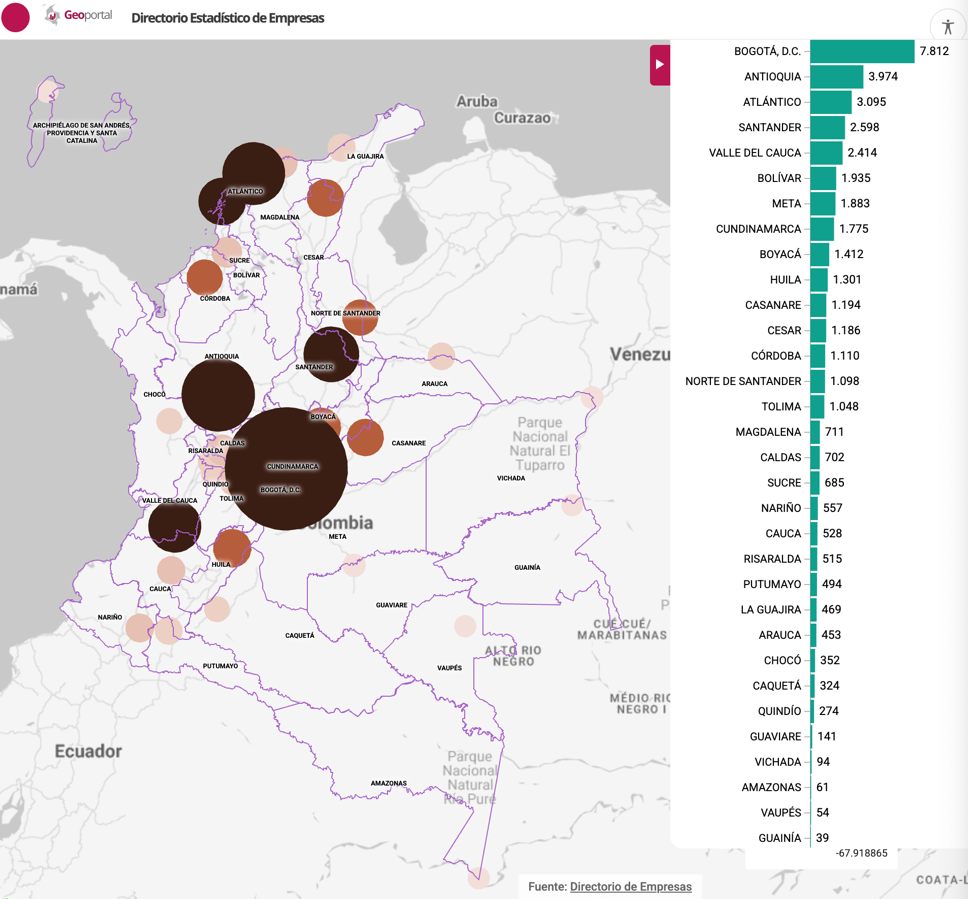 Geoportal
Directorio Estadístico de Empresas
ARCHIPIÉLAGO DE SAN ANDRÉS,
PROVIDENCIA Y SANTA
CATALINA
Aruba
Curazao
LA GUAJIRA
ATLÁNTICO
MAGDALENA
SUCRE
CESAR
BOLÍVAR
namá
CÓRDOBA
NORTE DE SANTANDER
ANTIOQUIA
Venezu
SANTANDER
ARAUCA
CHOCÓ
BOYACÁ
Parque
Nacional
Natural El
Tuparro
CALDAS
CASANARE
RISARALDA
CUNDINAMARCA
VICHADA
QUINDÍO
BOGOTÁ, D.C.
VALLE DEL CAUCA
TOLIMA
olombia
META
HUILA
GUAINÍA
CAUCA
GUAVIARE
NARIÑO
CUÉ CUÉ/
MARABITANAS
CAQUETÁ
ALTO RIO
NEGRO
PUTUMAYO
VAUPÉS
MÉDIO RIO
NEGRO I
Ecuador
Parque
Nacional
Natural
Río Puré
AMAZONAS
BOGOTÁ, D.C. 7.812
ANTIOQUIA 3.974
ATLÁNTICO 3.095
SANTANDER 2.598
VALLE DEL CAUCA 2.414
BOLÍVAR 1.935
META 1.883
CUNDINAMARCA 1.775
BOYACÁ 1.412
HUILA 1.301
CASANARE 1.194
CESAR 1.186
CÓRDOBA 1.110
NORTE DE SANTANDER 1.098
TOLIMA 1.048
MAGDALENA 711
CALDAS 702
SUCRE 685
NARIÑO 557
CAUCA 528
RISARALDA 515
PUTUMAYO 494
LA GUAJIRA 469
ARAUCA 453
CHOCÓ 352
CAQUETÁ 324
QUINDÍO 274
GUAVIARE 141
VICHADA 94
AMAZONAS 61
VAUPÉS 54
GUAINÍA 39
-67.918865
COATA-L
Fuente: Directorio de Empresas